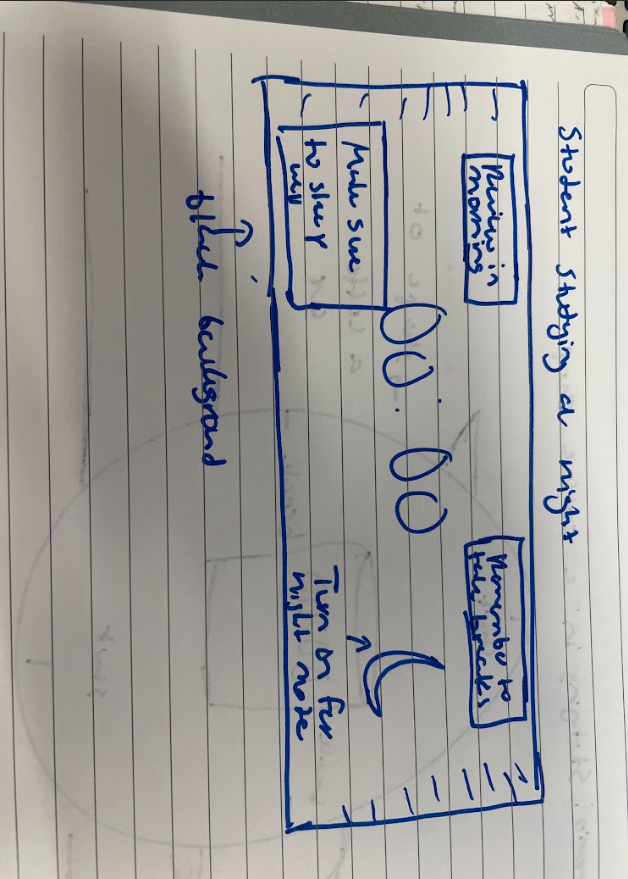 Student studying at night
Review in
morning
Remember to
take breaks
00:00
Make sure
to sleep
well
Turn on for
night mode
black background